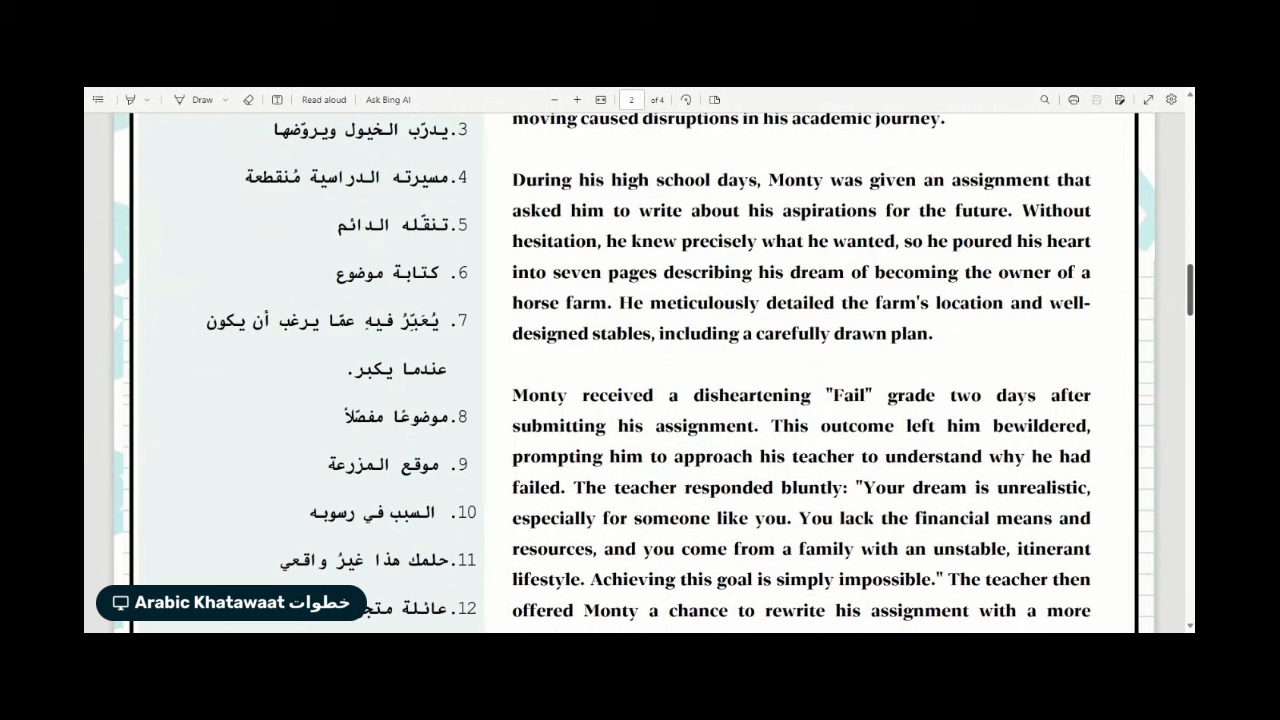 Draw
Read aloud
Ask Bing AI
2 of 4
3.يدرّب الخيول ويروّضها
4.مسيرته الدراسية مُنقطعة
5.تنقّله الدائم
6. كتابة موضوع
7. يُعَبِّرُ فيهِ عمّا يرغب أن يكون
عندما يكبر.
8.موضوعًا مفصّلاً
9. موقع المزرعة
10. السبب في رسوبه
11.حلمك هذا غيرُ واقعي
12.عائلة
moving caused disruptions in his academic journey.
During his high school days, Monty was given an assignment that
asked him to write about his aspirations for the future. Without
hesitation, he knew precisely what he wanted, so he poured his heart
into seven pages describing his dream of becoming the owner of a
horse farm. He meticulously detailed the farm's location and well-
designed stables, including a carefully drawn plan.
Monty received a disheartening "Fail" grade two days after
submitting his assignment. This outcome left him bewildered,
prompting him to approach his teacher to understand why he had
failed. The teacher responded bluntly: "Your dream is unrealistic,
especially for someone like you. You lack the financial means and
resources, and you come from a family with an unstable, itinerant
lifestyle. Achieving this goal is simply impossible." The teacher then
offered Monty a chance to rewrite his assignment with a more
Arabic Khatawaat خطوات